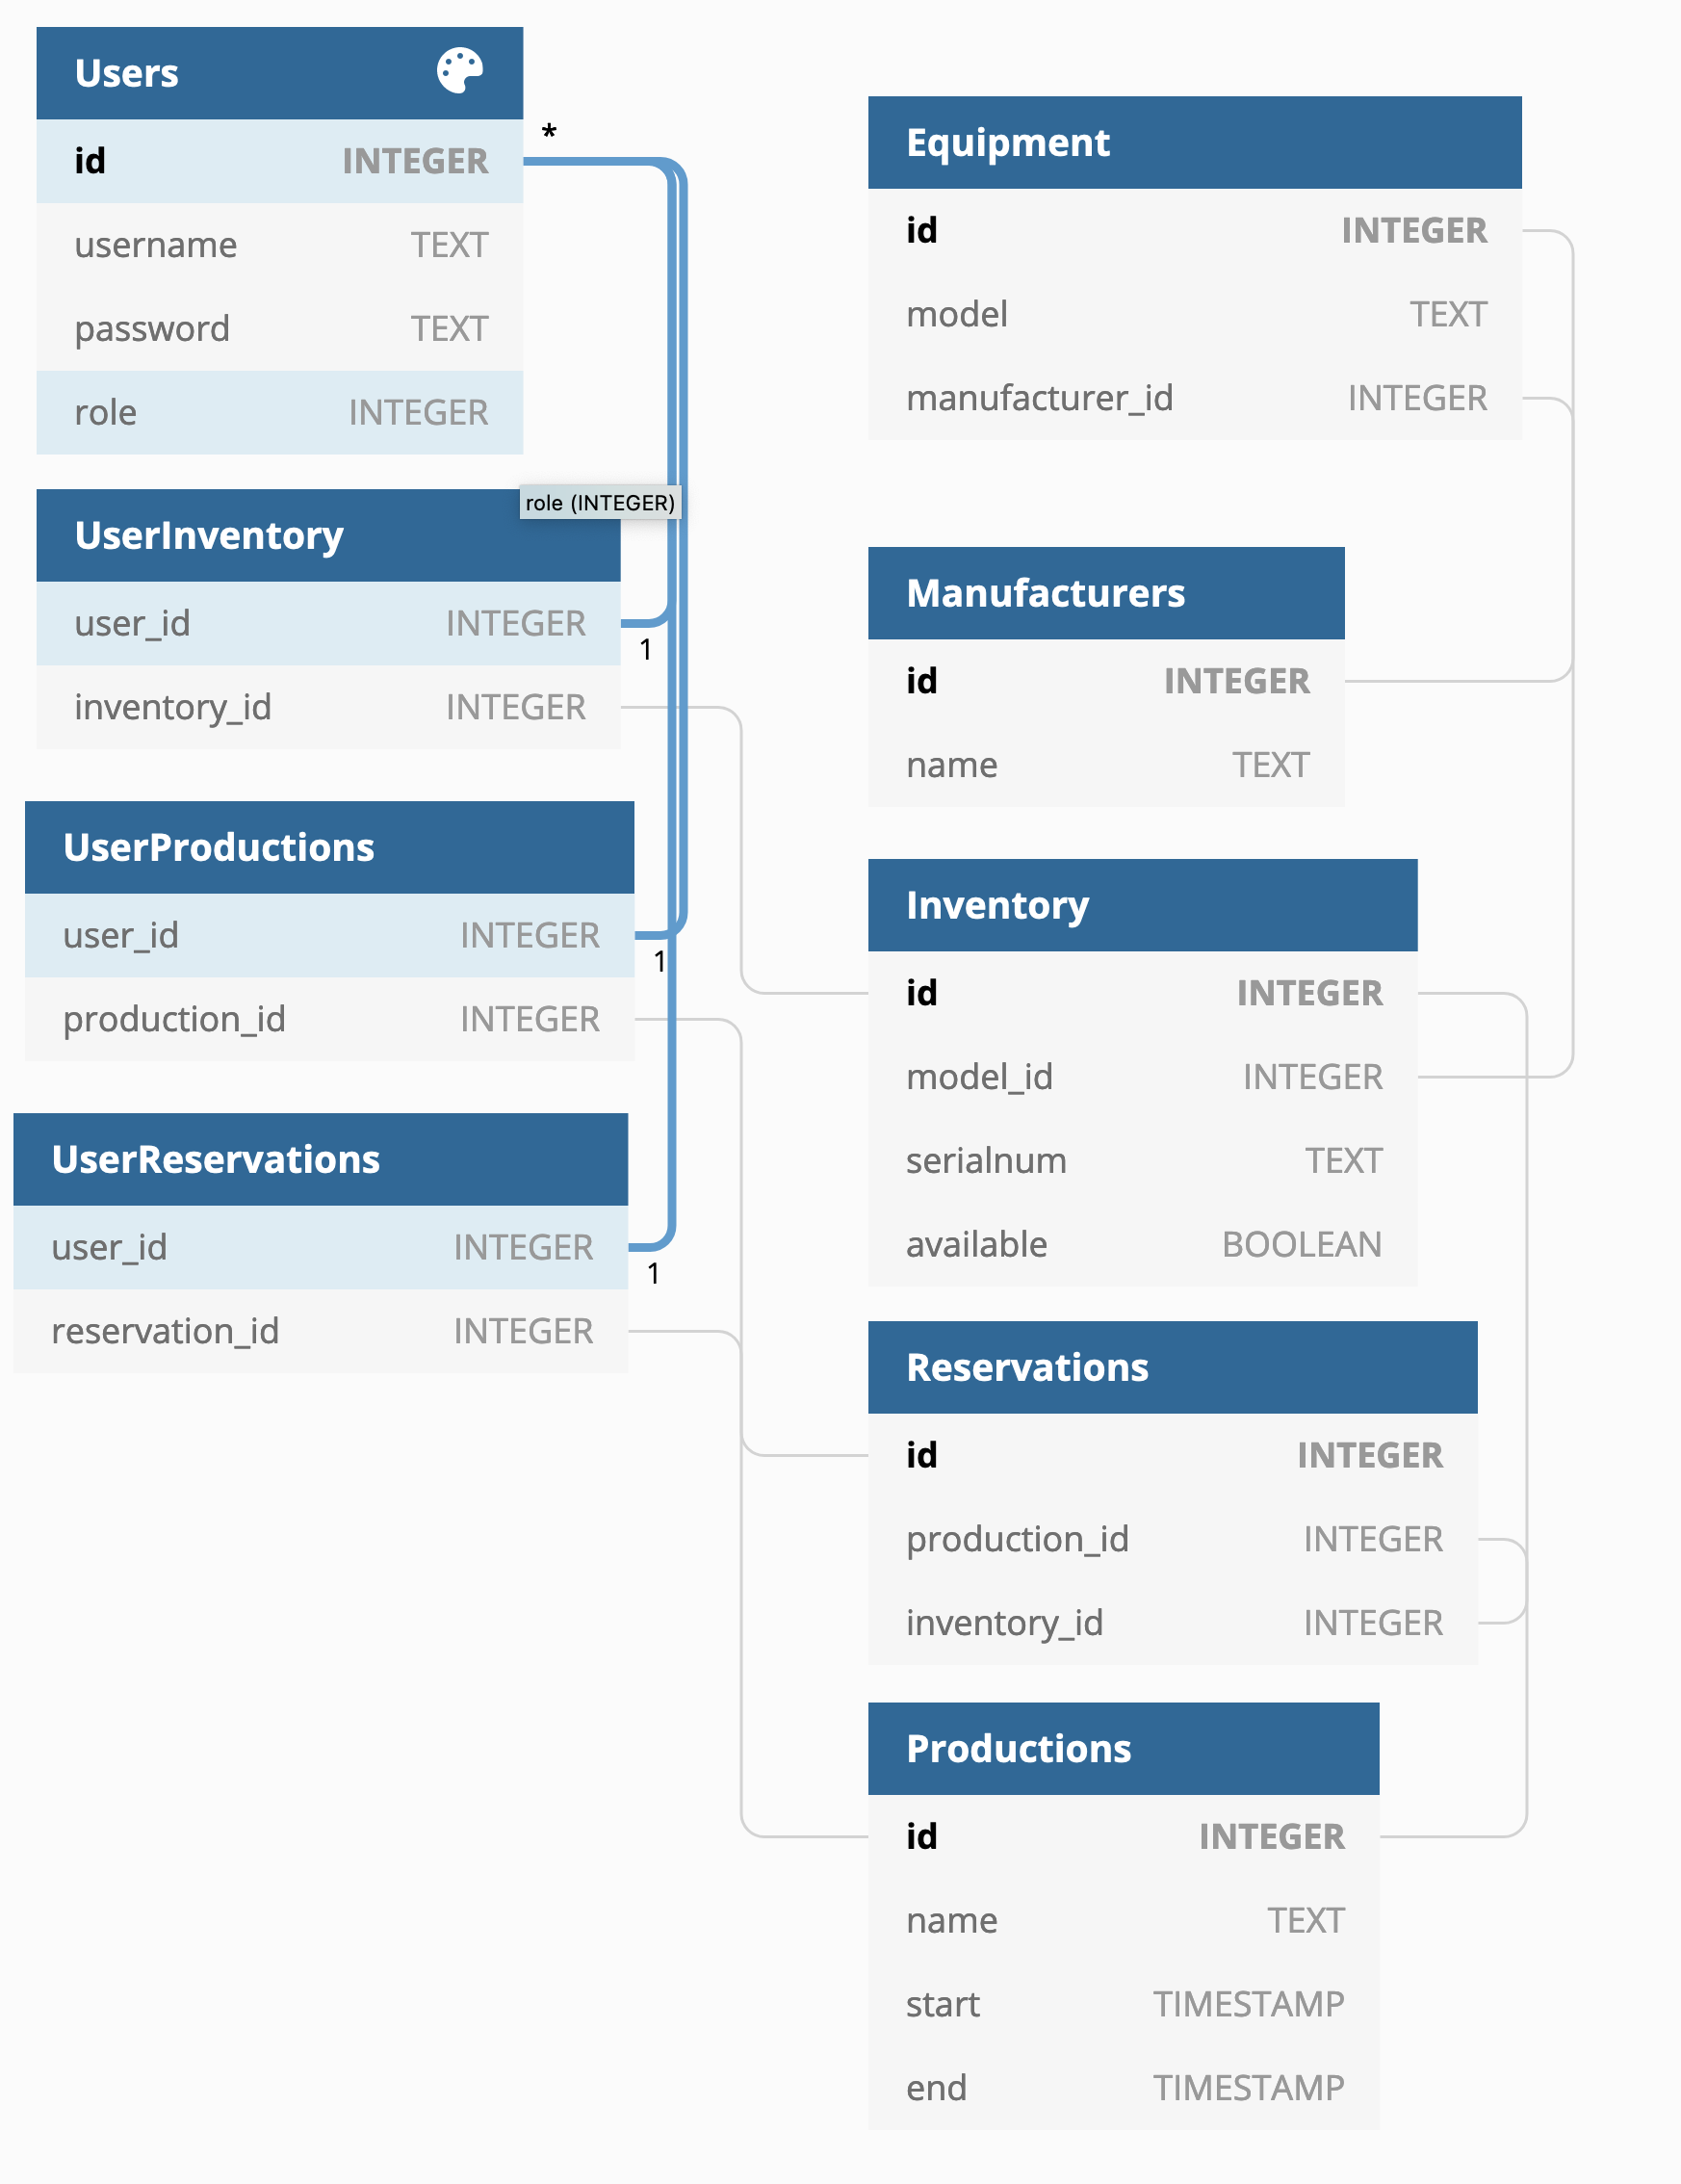 Users
id INTEGER
*
username TEXT
password TEXT
role INTEGER
role (INTEGER)
UserInventory
user_id INTEGER
1
inventory_id INTEGER
UserProductions
user_id INTEGER
1
production_id INTEGER
UserReservations
user_id INTEGER
1
reservation_id INTEGER
Equipment
id INTEGER
model TEXT
manufacturer_id INTEGER
Manufacturers
id INTEGER
name TEXT
Inventory
id INTEGER
model_id INTEGER
serialnum TEXT
available BOOLEAN
Reservations
id INTEGER
production_id INTEGER
inventory_id INTEGER
Productions
id INTEGER
name TEXT
start TIMESTAMP
end TIMESTAMP